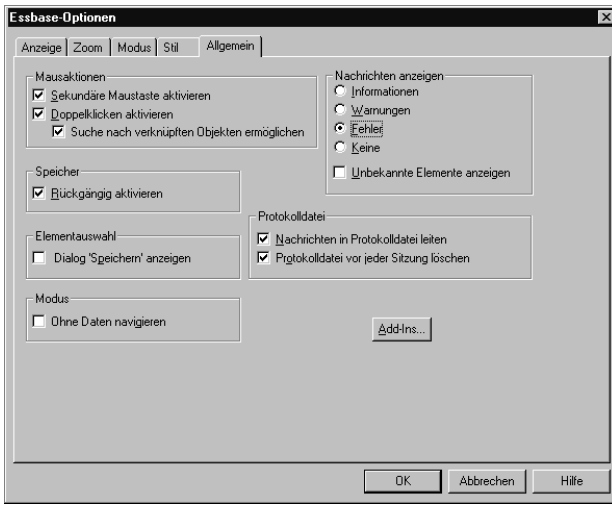 Essbase-Optionen
Anzeige Zoom Modus Stil Allgemein
Mausaktionen
Sekundäre Maustaste aktivieren
Doppelklicken aktivieren
Suche nach verknüpften Objekten ermöglichen
Nachrichten anzeigen
Informationen
Warnungen
Fehler
Keine
Unbekannte Elemente anzeigen
Speicher
Rückgängig aktivieren
Elementauswahl
Dialog 'Speichern' anzeigen
Protokolldatei
Nachrichten in Protokolldatei leiten
Protokolldatei vor jeder Sitzung löschen
Modus
Ohne Daten navigieren
Add-Ins...
OK Abbrechen Hilfe